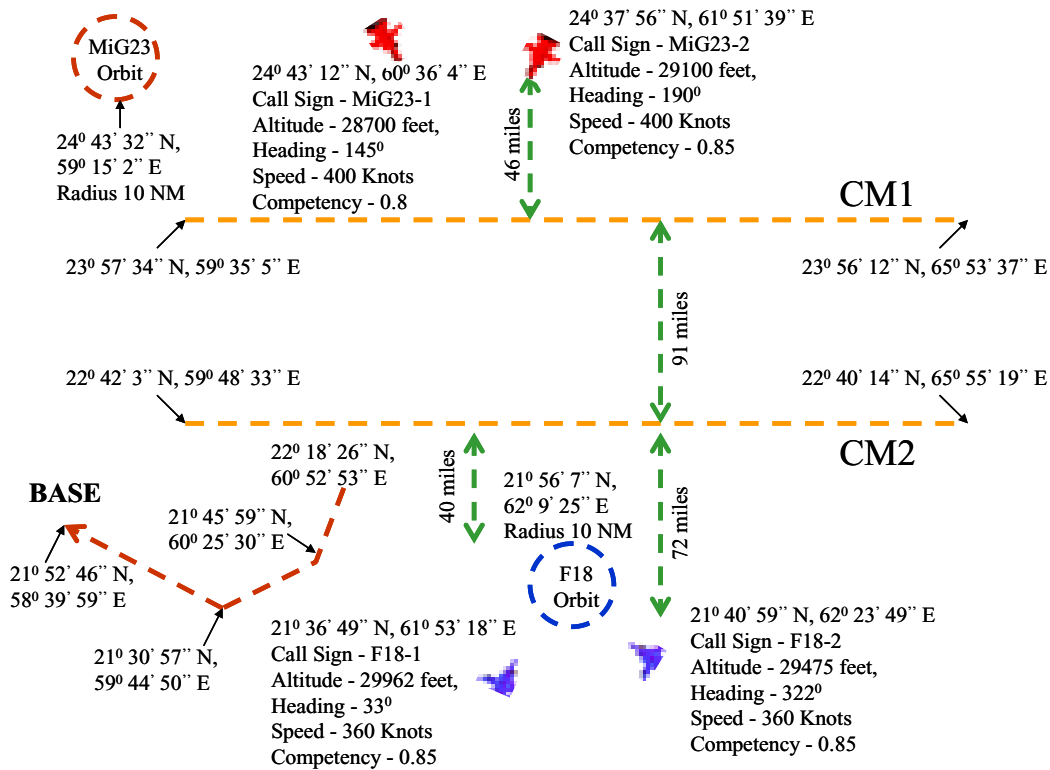 MiG23
Orbit
24⁰ 43’ 32” N,
59⁰ 15’ 2” E
Radius 10 NM
24⁰ 43’ 12” N, 60⁰ 36’ 4” E
Call Sign - MiG23-1
Altitude - 28700 feet,
Heading - 145⁰
Speed - 400 Knots
Competency - 0.8
46 miles
24⁰ 37’ 56” N, 61⁰ 51’ 39” E
Call Sign - MiG23-2
Altitude - 29100 feet,
Heading - 190⁰
Speed - 400 Knots
Competency - 0.85
CM1
23⁰ 57’ 34” N, 59⁰ 35’ 5” E
23⁰ 56’ 12” N, 65⁰ 53’ 37” E
91 miles
22⁰ 42’ 3” N, 59⁰ 48’ 33” E
22⁰ 40’ 14” N, 65⁰ 55’ 19” E
CM2
22⁰ 18’ 26” N,
60⁰ 52’ 53” E
40 miles
72 miles
BASE
21⁰ 45’ 59” N,
60⁰ 25’ 30” E
21⁰ 52’ 46” N,
58⁰ 39’ 59” E
21⁰ 30’ 57” N,
59⁰ 44’ 50” E
21⁰ 56’ 7” N,
62⁰ 9’ 25” E
Radius 10 NM
F18
Orbit
21⁰ 36’ 49” N, 61⁰ 53’ 18” E
Call Sign - F18-1
Altitude - 29962 feet,
Heading - 33⁰
Speed - 360 Knots
Competency - 0.85
21⁰ 40’ 59” N, 62⁰ 23’ 49” E
Call Sign - F18-2
Altitude - 29475 feet,
Heading - 322⁰
Speed - 360 Knots
Competency - 0.85